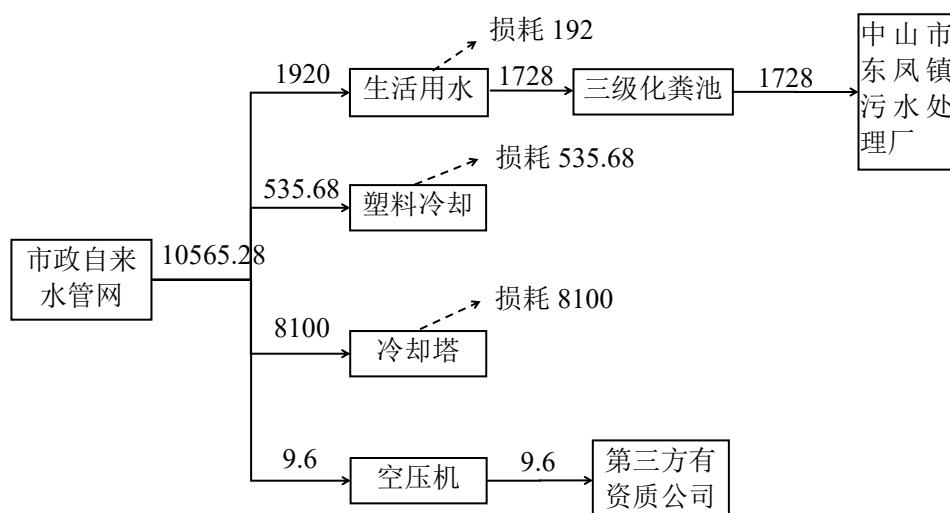 损耗 192
1920
生活用水
1728
三级化粪池
1728
中山市
东凤镇
污水处
理厂
损耗 535.68
535.68
塑料冷却
市政自来
水管网
10565.28
损耗 8100
8100
冷却塔
9.6
空压机
9.6
第三方有
资质公司